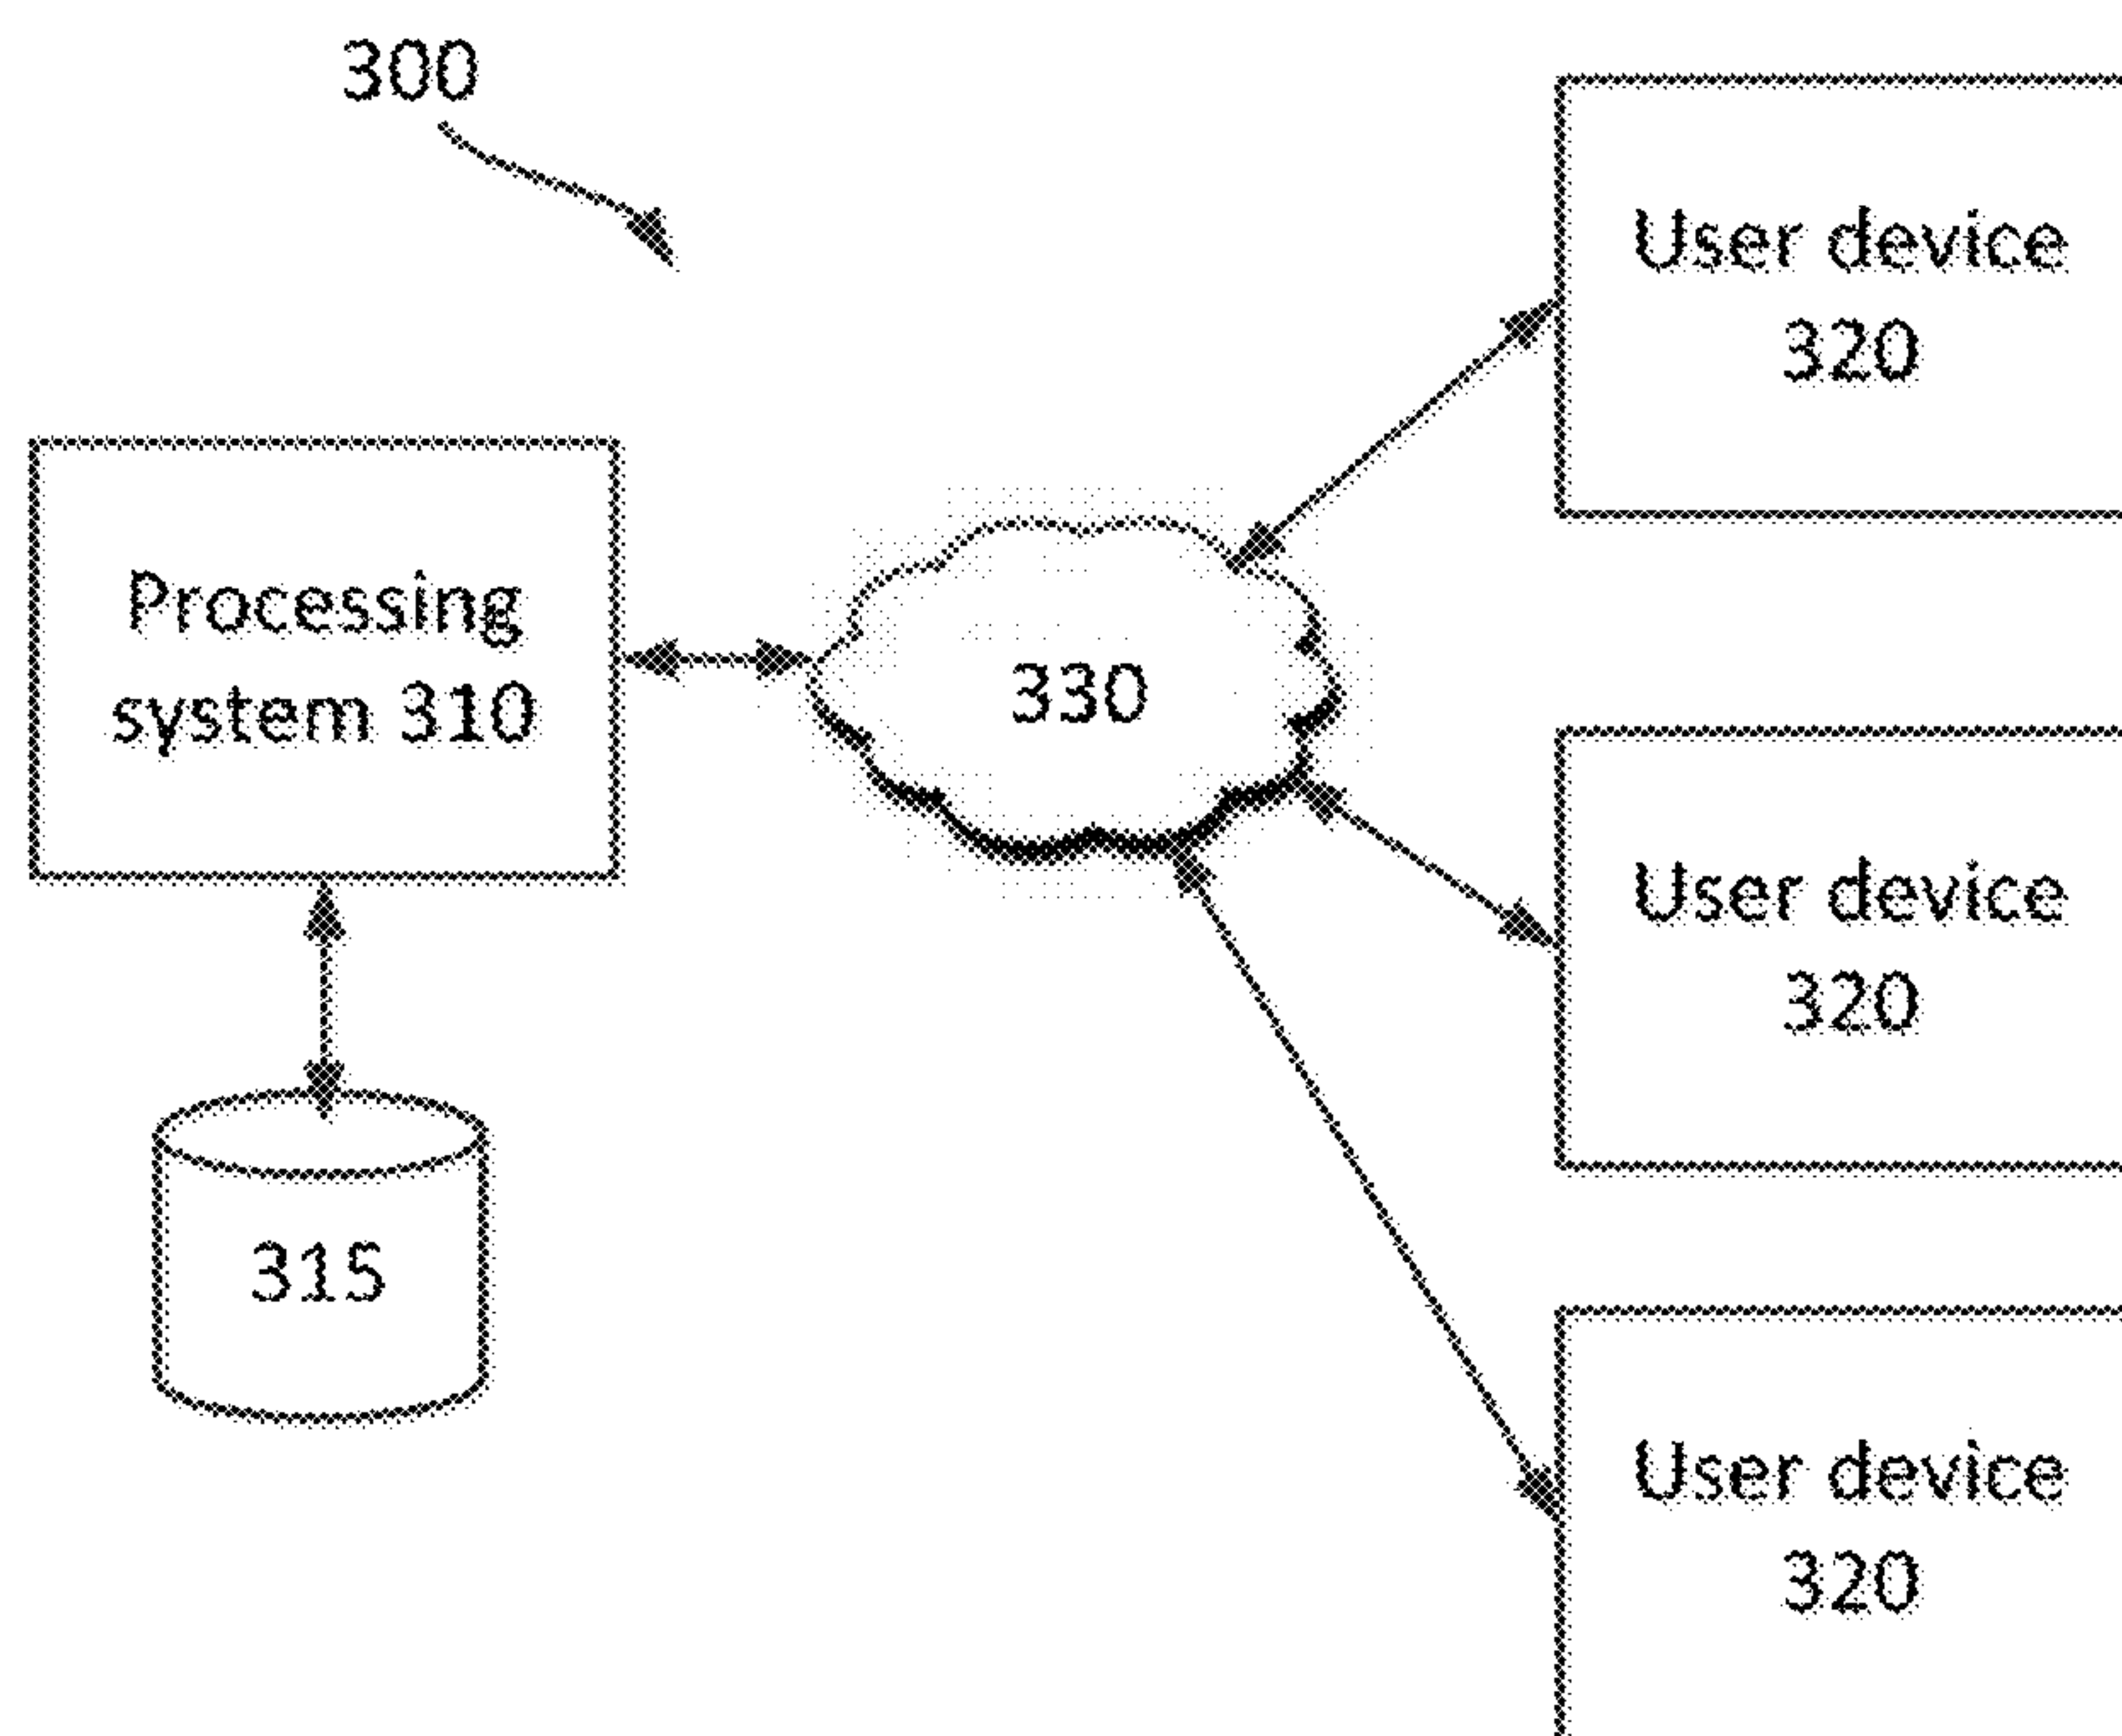 300
User device
320
Processing
system 310
330
User device
320
315
User device
320